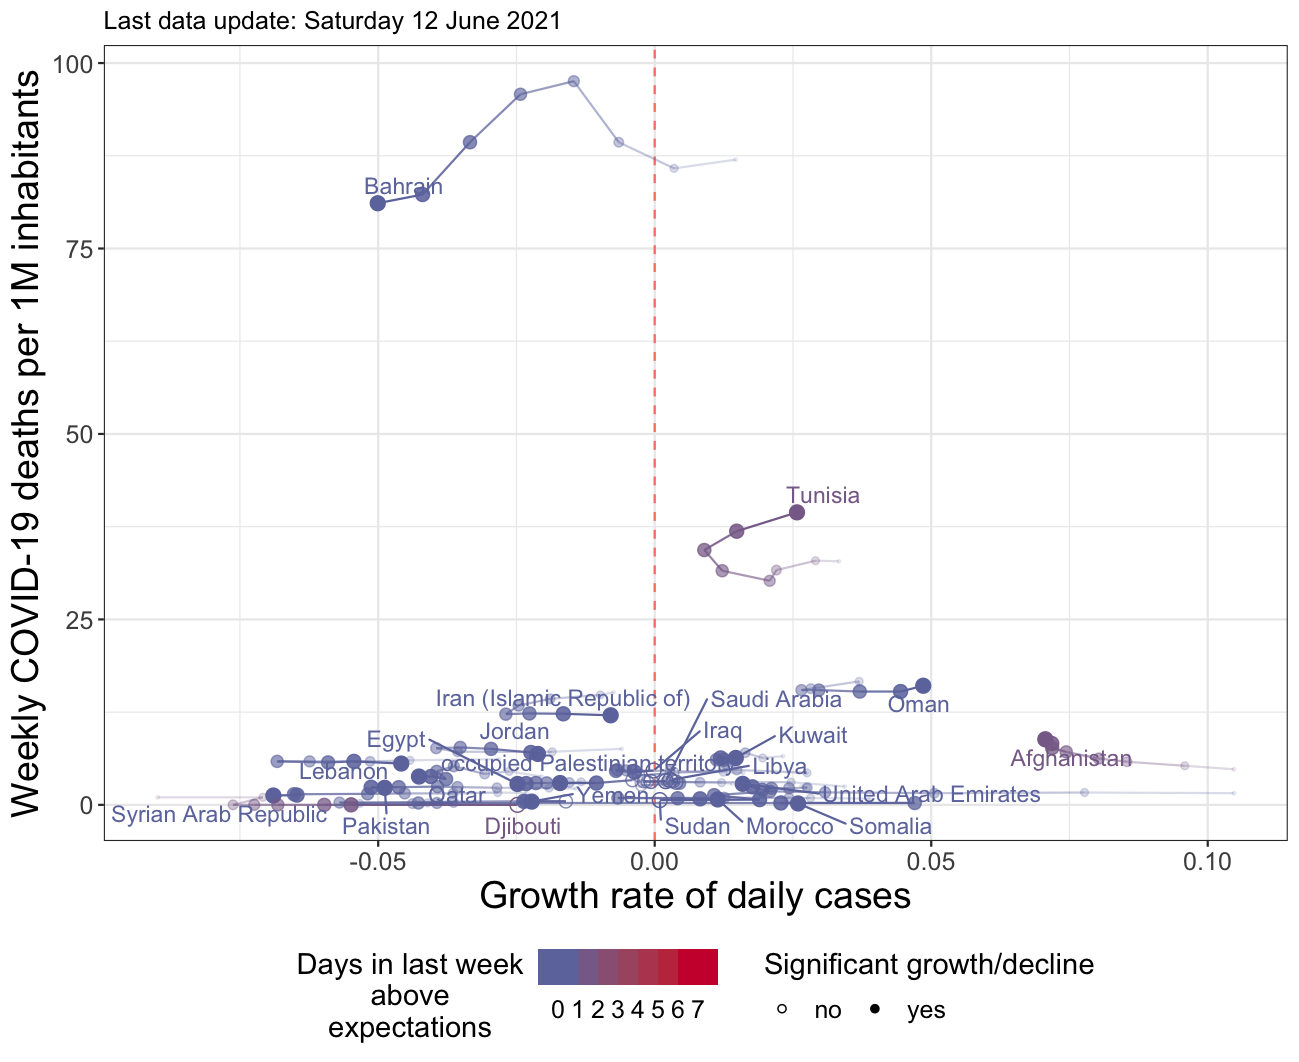 Last data update: Saturday 12 June 2021
Weekly COVID-19 deaths per 1M inhabitants
100
75
50
25
0
Bahrain
Tunisia
Iran (Islamic Republic of)
Saudi Arabia
Oman
Egypt
Jordan
Iraq
Kuwait
Afghanistan
Lebanon
occupied Palestinian territo
Libya
Qatar
Yemen
United Arab Emirates
Syrian Arab Republic
Pakistan
Djibouti
Sudan
Morocco
Somalia
-0.05
0.00
0.05
0.10
Growth rate of daily cases
Days in last week
above
expectations
0 1 2 3 4 5 6 7
Significant growth/decline
no
yes